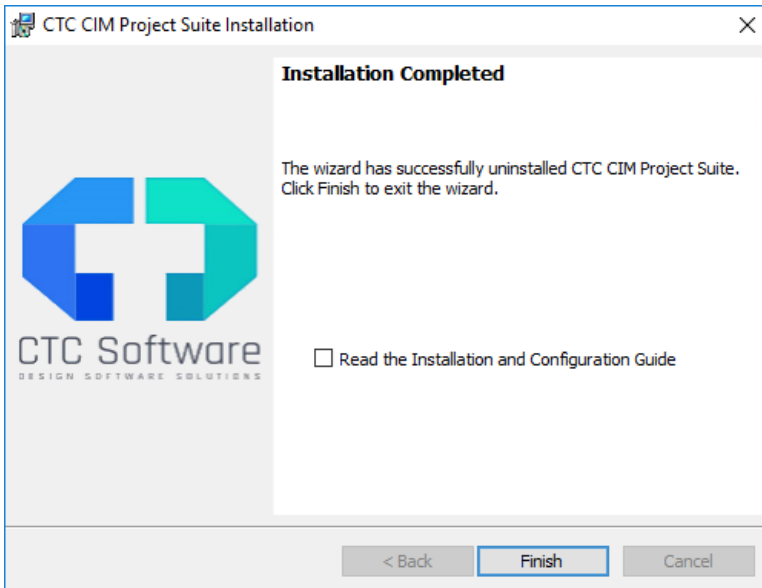 CTC CIM Project Suite Installation
Installation Completed
The wizard has successfully uninstalled CTC CIM Project Suite.
Click Finish to exit the wizard.
CTC Software
DESIGN SOFTWARE SOLUTIONS
Read the Installation and Configuration Guide
< Back
Finish
Cancel